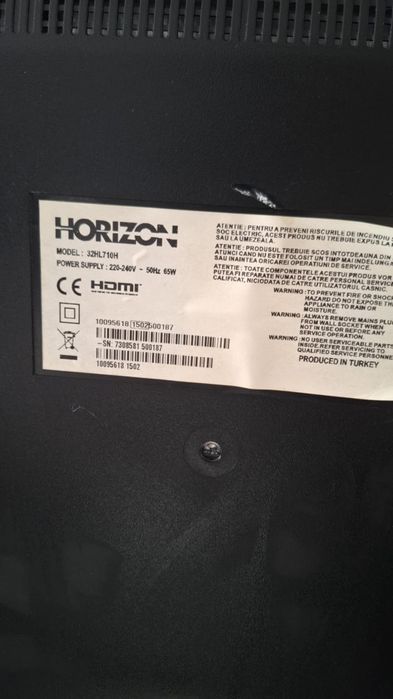 HORIZON
MODEL : 32HL710H
POWER SUPPLY : 220-240V ~ 50Hz 65W
CE HDMI
10095618 1502500187
-SN: 7308581 500187
10095618 1502
ATENTIE : PENTRU A PREVENI RISCURILE DE INCENDIU
SOC ELECTRIC, ACEST PRODUS NU TREBUIE EXPUS LA
SAU LA UMEZEALA.
ATENTIE : PRODUSUL TREBUIE SCOS INTOTDEAUNA DIN
ATUNCI CAND NU ESTE FOLOSIT UN TIMP MAI INDELUNG
SAU INAINTA ORICAREI OPERATIUNI DE SERVICE.
ATENTIE : TOATE COMPONENTELE ACESTUI PRODUS VOR
PUTEA FI REPARATE NUMAI DE CATRE PERSONAL SERVICE
CALIFICAT, NICIODATA DE CATRE UTILIZATORUL CASNIC.
WARNING : TO PREVENT FIRE OR SHOCK
HAZARD DO NOT EXPOSE THIS
APPLIANCE TO RAIN OR
MOISTURE.
WARNING : ALWAYS REMOVE MAINS PLUG
FROM WALL SOCKET WHEN
NOT IN USE OR BEFORE ANY
SERVICE OPERATION.
WARNING : NO USER SERVICEABLE PARTS
INSIDE. REFER SERVICING TO
QUALIFIED SERVICE PERSONNEL
PRODUCED IN TURKEY